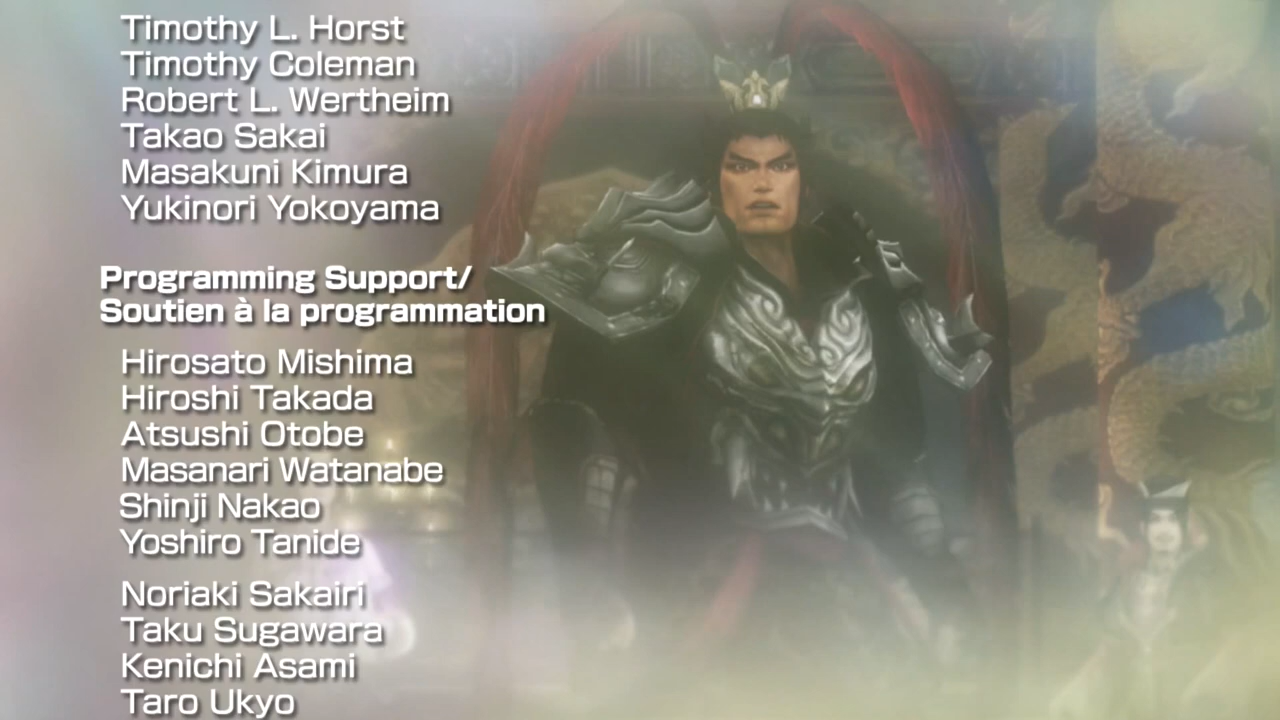 Timothy L. Horst
Timothy Coleman
Robert L. Wertheim
Takao Sakai
Masakuni Kimura
Yukinori Yokoyama
Programming Support/
Soutien à la programmation
Hirosato Mishima
Hiroshi Takada
Atsushi Otobe
Masanari Watanabe
Shinji Nakao
Yoshiro Tanide
Noriaki Sakairi
Taku Sugawara
Kenichi Asami
Taro Ukyo